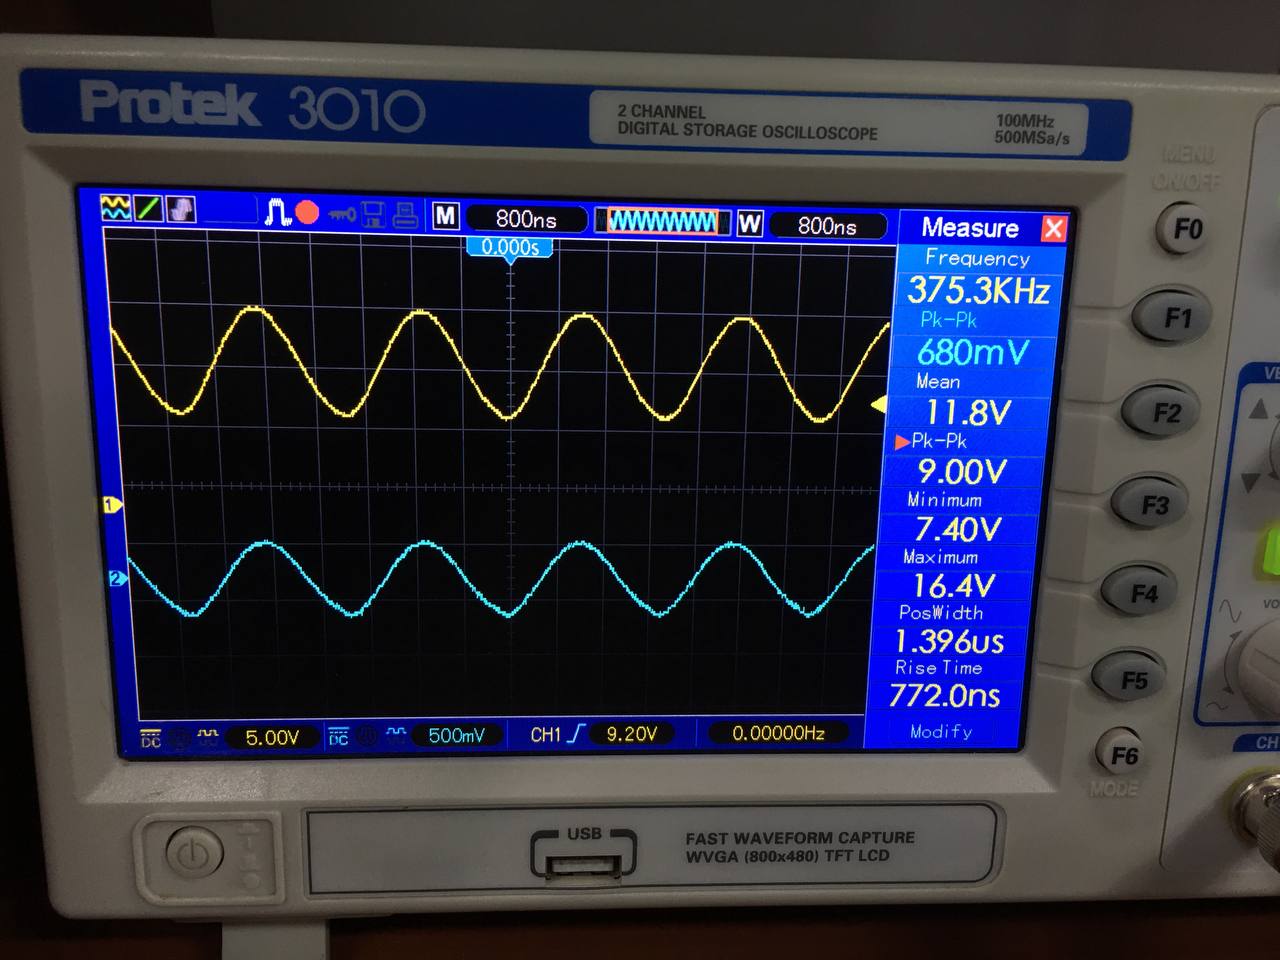 Protek 3010
2 CHANNEL
DIGITAL STORAGE OSCILLOSCOPE
100MHz
500MSa/s
MENU
ON/OFF
M 800ns
W 800ns
0.000s
Measure X
Frequency
375.3KHz
Pk-Pk
680mV
Mean
11.8V
Pk-Pk
9.00V
Minimum
7.40V
Maximum
16.4V
PosWidth
1.396us
Rise Time
772.0ns
Modify
1
2
DC 5.00V
DC 500mV
CH1 9.20V
0.00000Hz
F0
F1
F2
F3
F4
F5
F6
MODE
VE
VO
CH
USB
FAST WAVEFORM CAPTURE
WVGA (800x480) TFT LCD